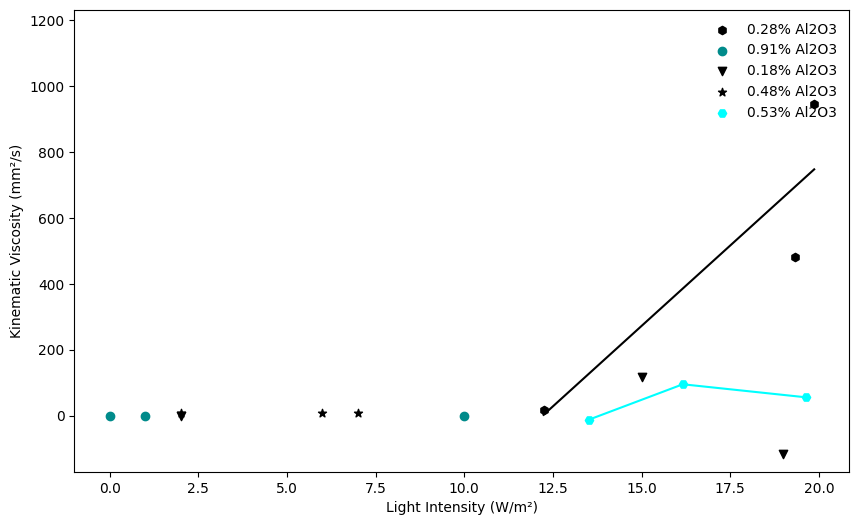 1200
1000
800
600
400
200
0
Kinematic Viscosity (mm²/s)
0.28% Al2O3
0.91% Al2O3
0.18% Al2O3
0.48% Al2O3
0.53% Al2O3
0.0 2.5 5.0 7.5 10.0 12.5 15.0 17.5 20.0
Light Intensity (W/m²)